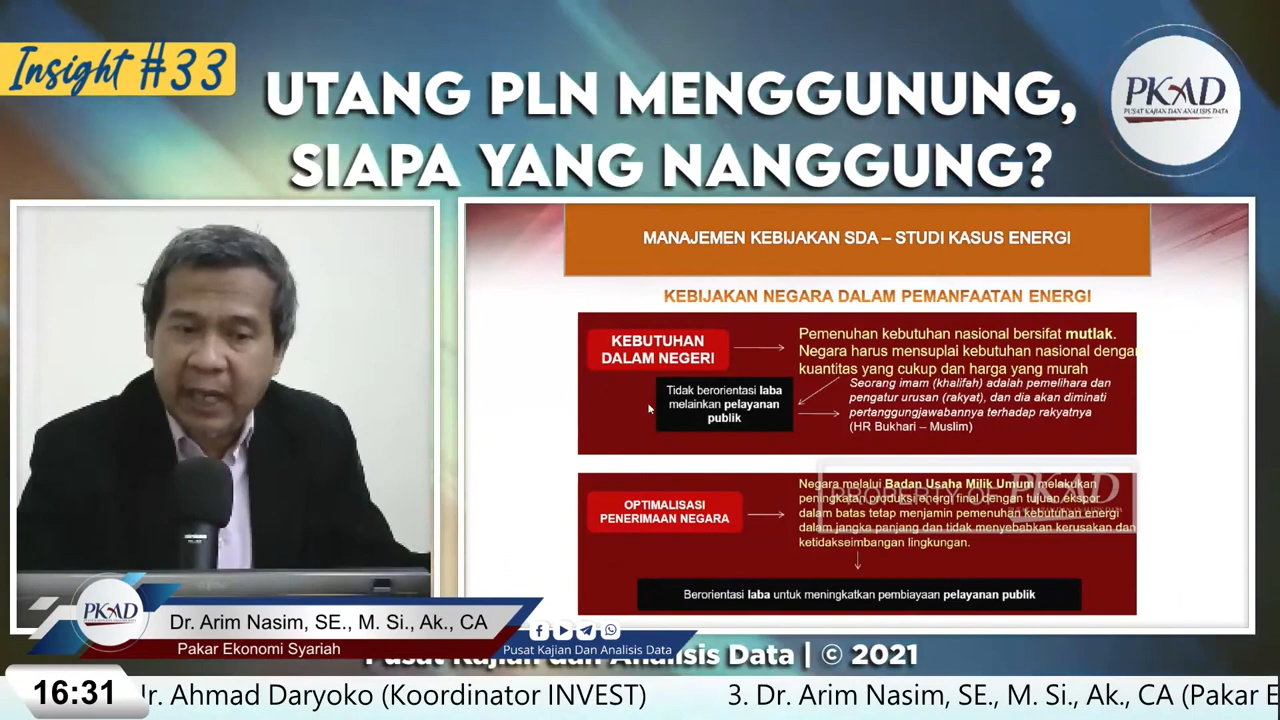 Insight #33
UTANG PLN MENGGUNUNG,
SIAPA YANG NANGGUNG?
PKAD
PUSAT KAJIAN DAN ANALISIS DATA
MANAJEMEN KEBIJAKAN SDA – STUDI KASUS ENERGI
KEBIJAKAN NEGARA DALAM PEMANFAATAN ENERGI
KEBUTUHAN
DALAM NEGERI
Pemenuhan kebutuhan nasional bersifat mutlak.
Negara harus mensuplai kebutuhan nasional dengan
kuantitas yang cukup dan harga yang murah
Tidak berorientasi laba
melainkan pelayanan
publik
Seorang imam (khalifah) adalah pemelihara dan
pengatur urusan (rakyat), dan dia akan diminati
pertanggungjawabannya terhadap rakyatnya
(HR Bukhari – Muslim)
OPTIMALISASI
PENERIMAAN NEGARA
Negara melalui Badan Usaha Milik Umum melakukan
peningkatan produksi energi final dengan tujuan ekspor
dalam batas tetap menjamin pemenuhan kebutuhan energi
dalam jangka panjang dan tidak menyebabkan kerusakan dan
ketidakseimbangan lingkungan.
PROPERTY OF PKAD
Berorientasi laba untuk meningkatkan pembiayaan pelayanan publik
PKAD
Dr. Arim Nasim, SE., M. Si., Ak., CA
Pakar Ekonomi Syariah
Pusat Kajian Dan Analisis Data
Pusat Kajian dan Analisis Data | © 2021
16:31
Ir. Ahmad Daryoko (Koordinator INVEST) 3. Dr. Arim Nasim, SE., M. Si., Ak., CA (Pakar E